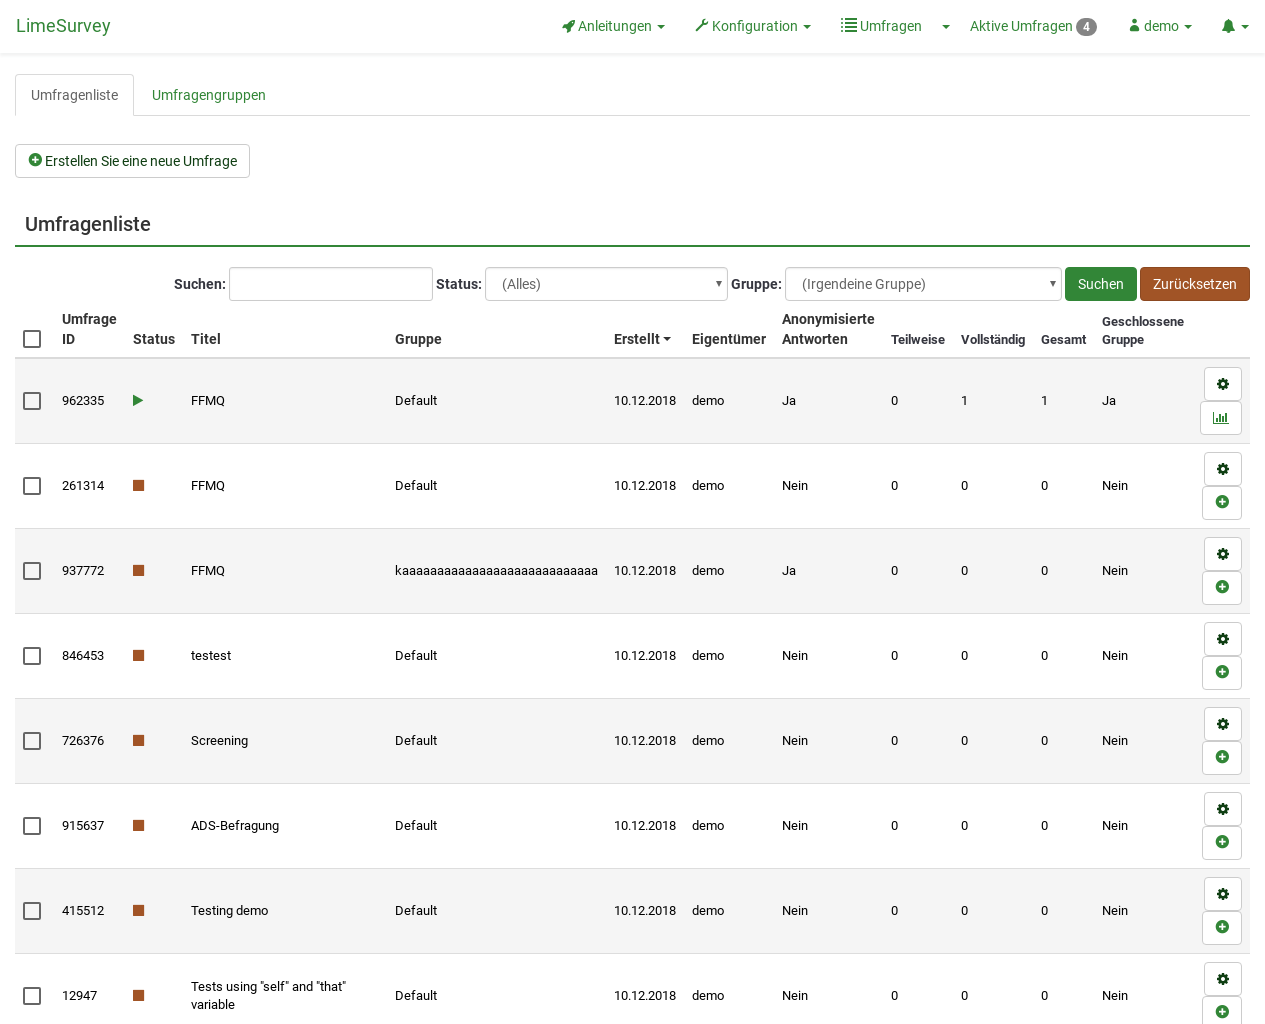 LimeSurvey Anleitungen Konfiguration Umfragen Aktive Umfragen 4 demo
Umfragenliste Umfragengruppen
Erstellen Sie eine neue Umfrage
Umfragenliste
Suchen: Status: (Alles) Gruppe: (Irgendeine Gruppe) Suchen Zurücksetzen
Umfrage ID Status Titel Gruppe Erstellt Eigentümer Anonymisierte Antworten Teilweise Vollständig Gesamt Geschlossene Gruppe
962335 FFMQ Default 10.12.2018 demo Ja 0 1 1 Ja
261314 FFMQ Default 10.12.2018 demo Nein 0 0 0 Nein
937772 FFMQ kaaaaaaaaaaaaaaaaaaaaaaaaaaaa 10.12.2018 demo Ja 0 0 0 Nein
846453 testest Default 10.12.2018 demo Nein 0 0 0 Nein
726376 Screening Default 10.12.2018 demo Nein 0 0 0 Nein
915637 ADS-Befragung Default 10.12.2018 demo Nein 0 0 0 Nein
415512 Testing demo Default 10.12.2018 demo Nein 0 0 0 Nein
12947 Tests using "self" and "that" variable Default 10.12.2018 demo Nein 0 0 0 Nein